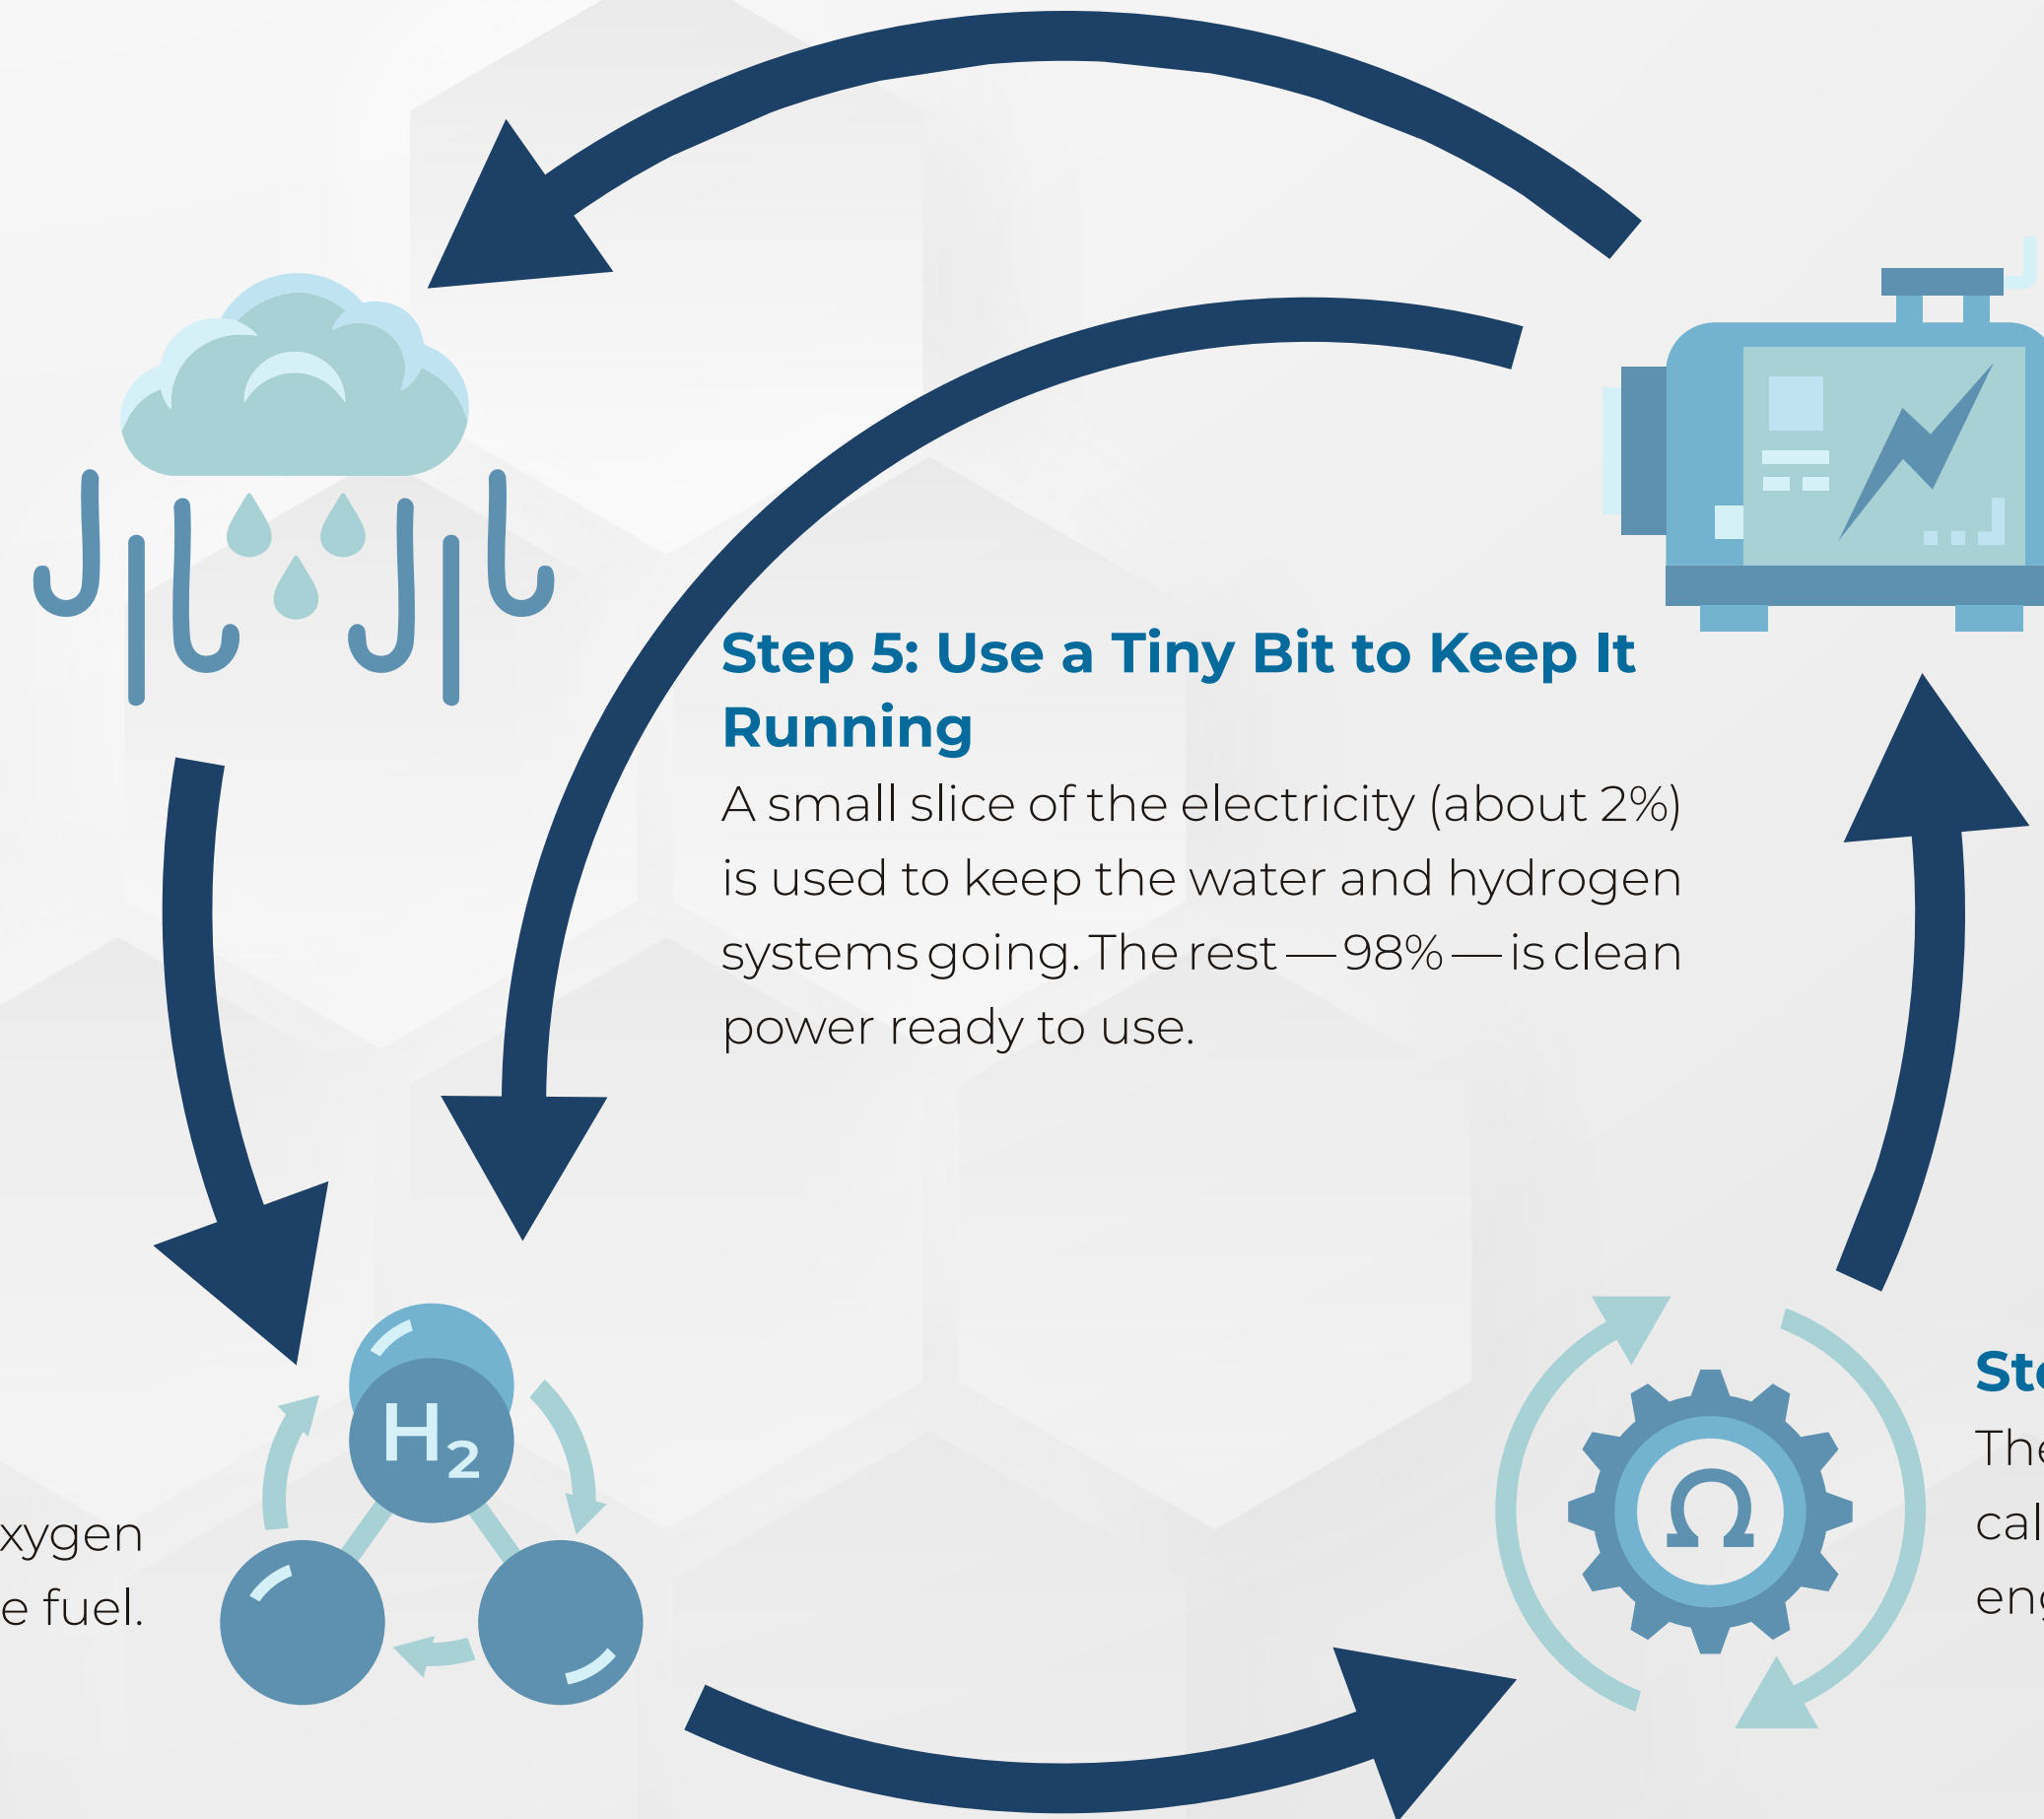 Step 5: Use a Tiny Bit to Keep It
Running
A small slice of the electricity (about 2%)
is used to keep the water and hydrogen
systems going. The rest — 98% — is clean
power ready to use.
H₂
fuel.
Ω